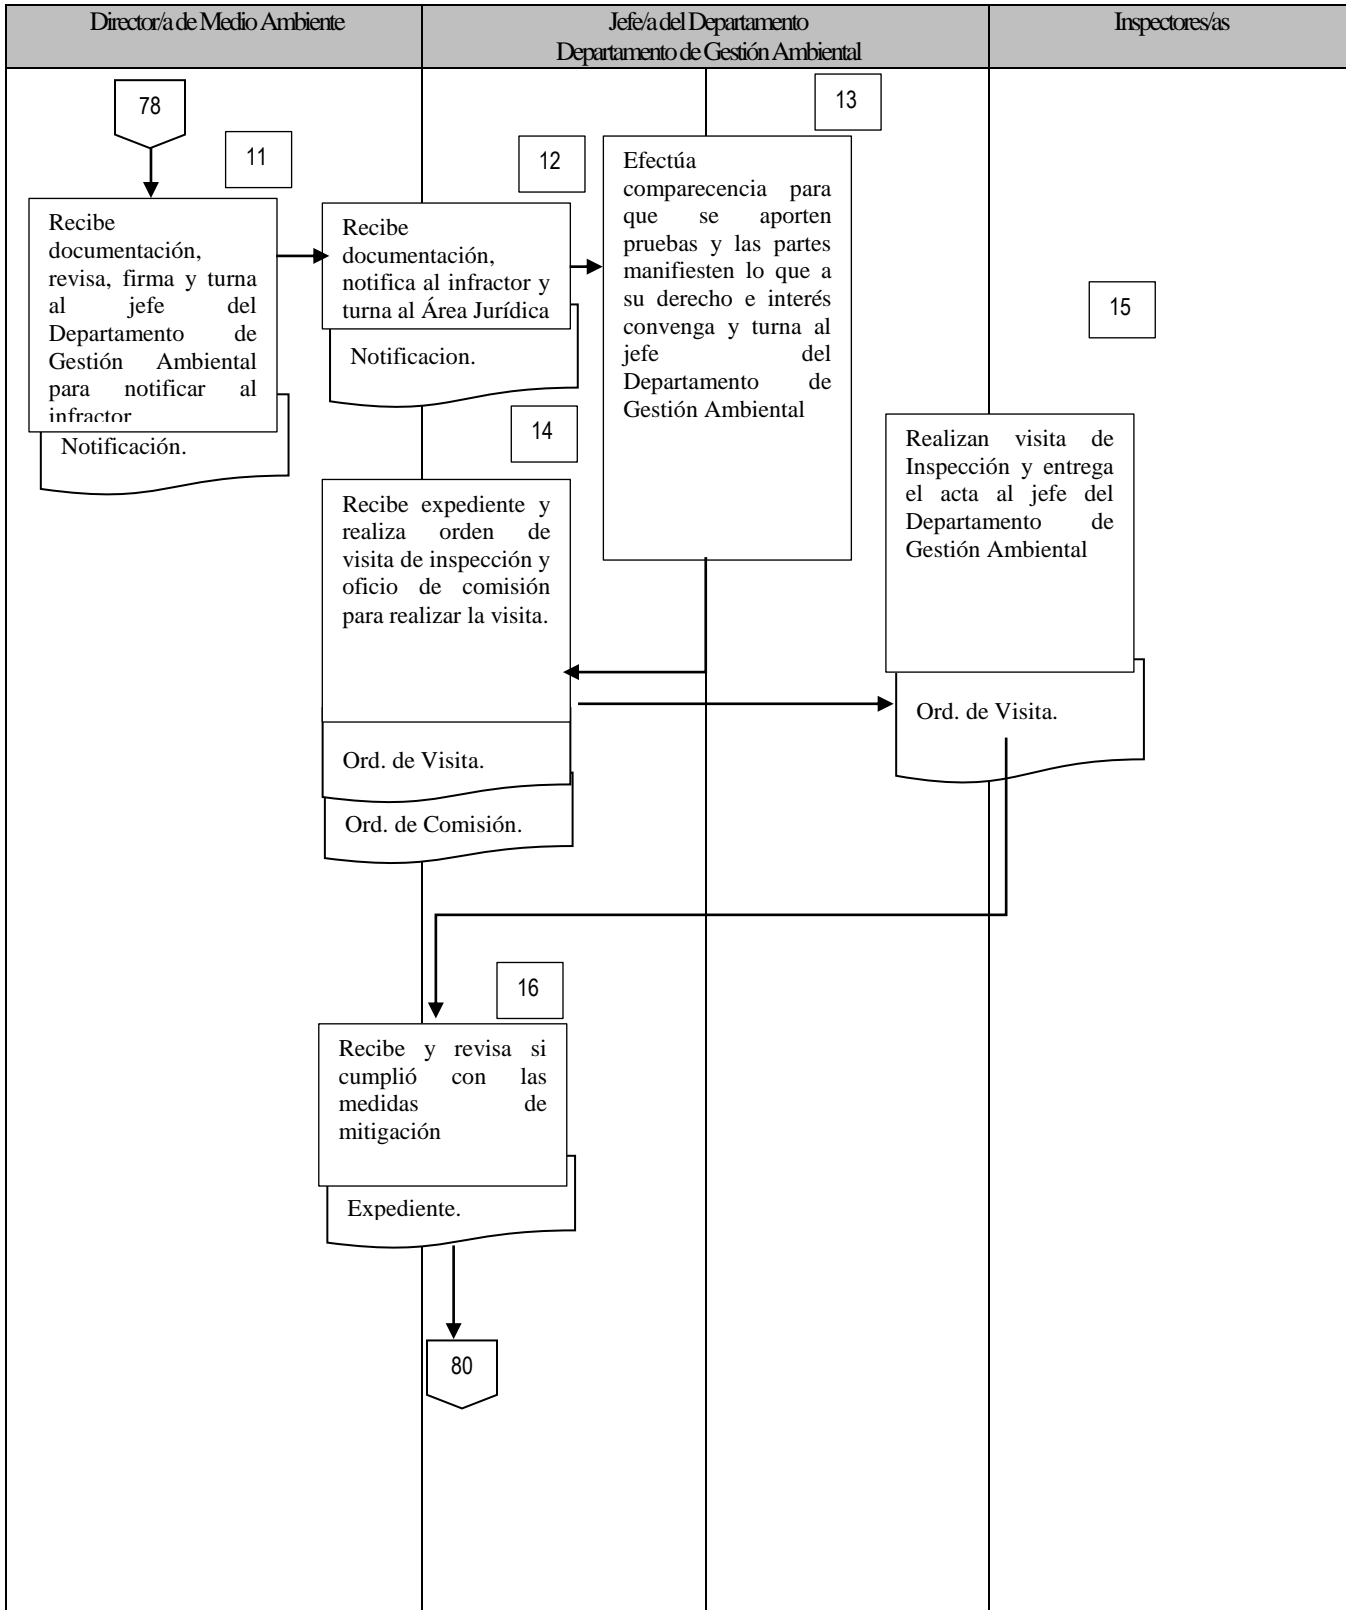 Director/a de Medio Ambiente
Jefe/a del Departamento
Departamento de Gestión Ambiental
Inspectores/as
78
11
Recibe
documentación,
revisa, firma y turna
al jefe del
Departamento de
Gestión Ambiental
para notificar al
infractor
Notificación.
12
Recibe
documentación,
notifica al infractor y
turna al Área Jurídica
Notificacion.
13
Efectúa
comparecencia para
que se aporten
pruebas y las partes
manifiesten lo que a
su derecho e interés
convenga y turna al
jefe del
Departamento de
Gestión Ambiental
14
Recibe expediente y
realiza orden de
visita de inspección y
oficio de comisión
para realizar la visita.
Ord. de Visita.
Ord. de Comisión.
15
Realizan visita de
Inspección y entrega
el acta al jefe del
Departamento de
Gestión Ambiental
Ord. de Visita.
16
Recibe y revisa si
cumplió con las
medidas de
mitigación
Expediente.
80